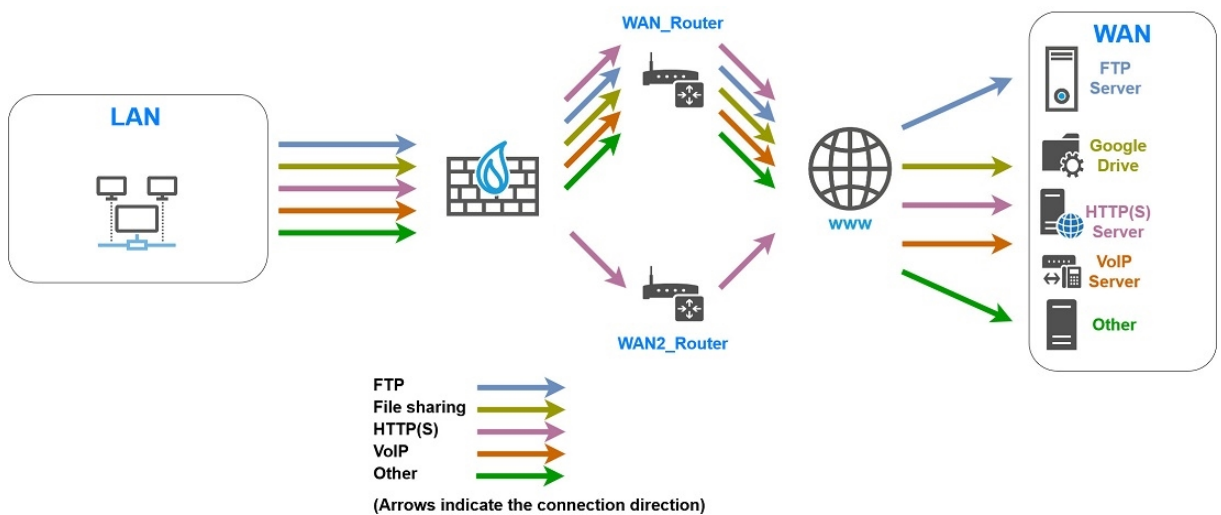 WAN_Router
WAN
LAN
FTP
Server
Google
Drive
HTTP(S)
Server
www
VoIP
Server
Other
WAN2_Router
FTP
File sharing
HTTP(S)
VoIP
Other
(Arrows indicate the connection direction)